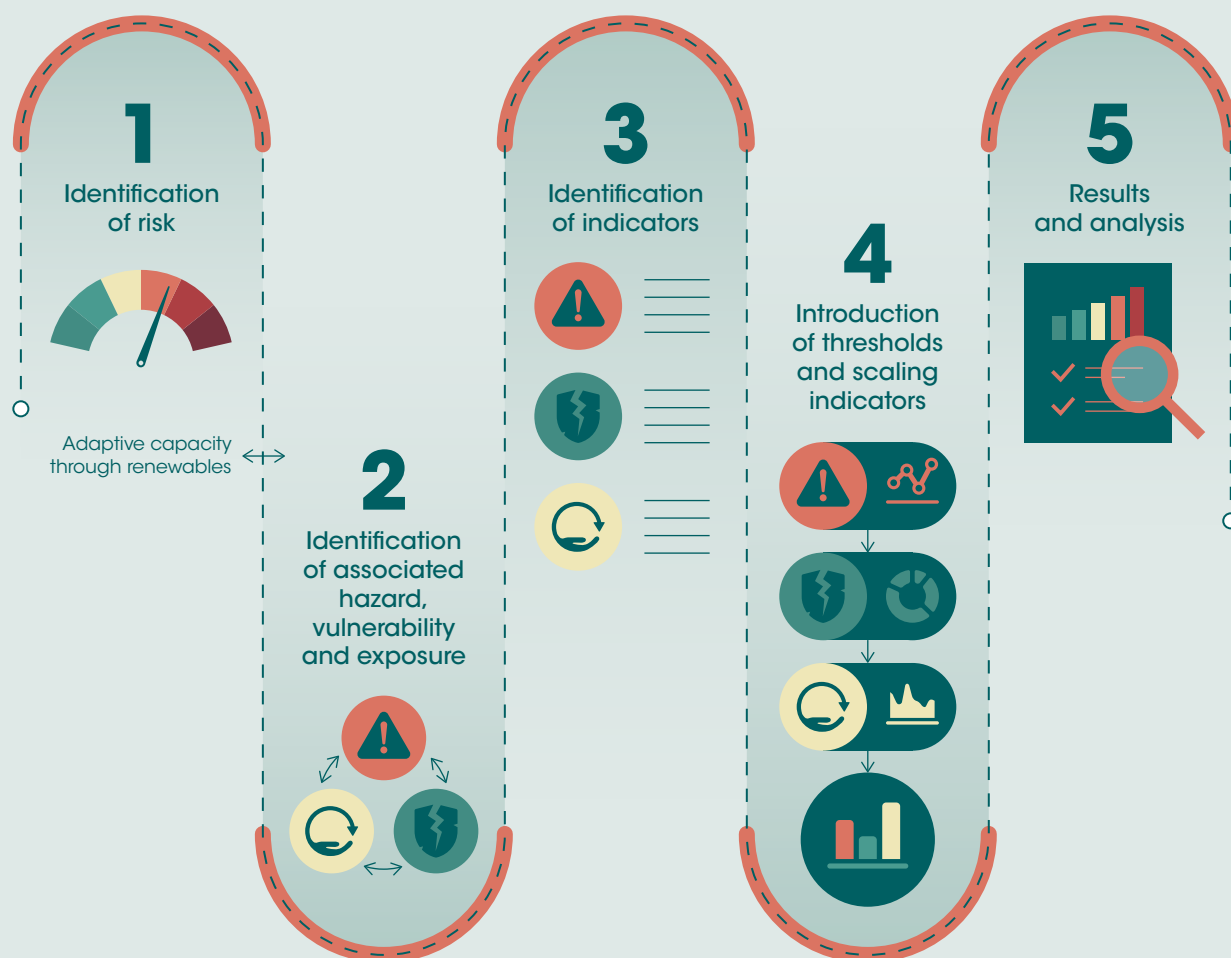 1
Identification
of risk
Adaptive capacity
through renewables
2
Identification
of associated
hazard,
vulnerability
and exposure
3
Identification
of indicators
4
Introduction
of thresholds
and scaling
indicators
5
Results
and analysis